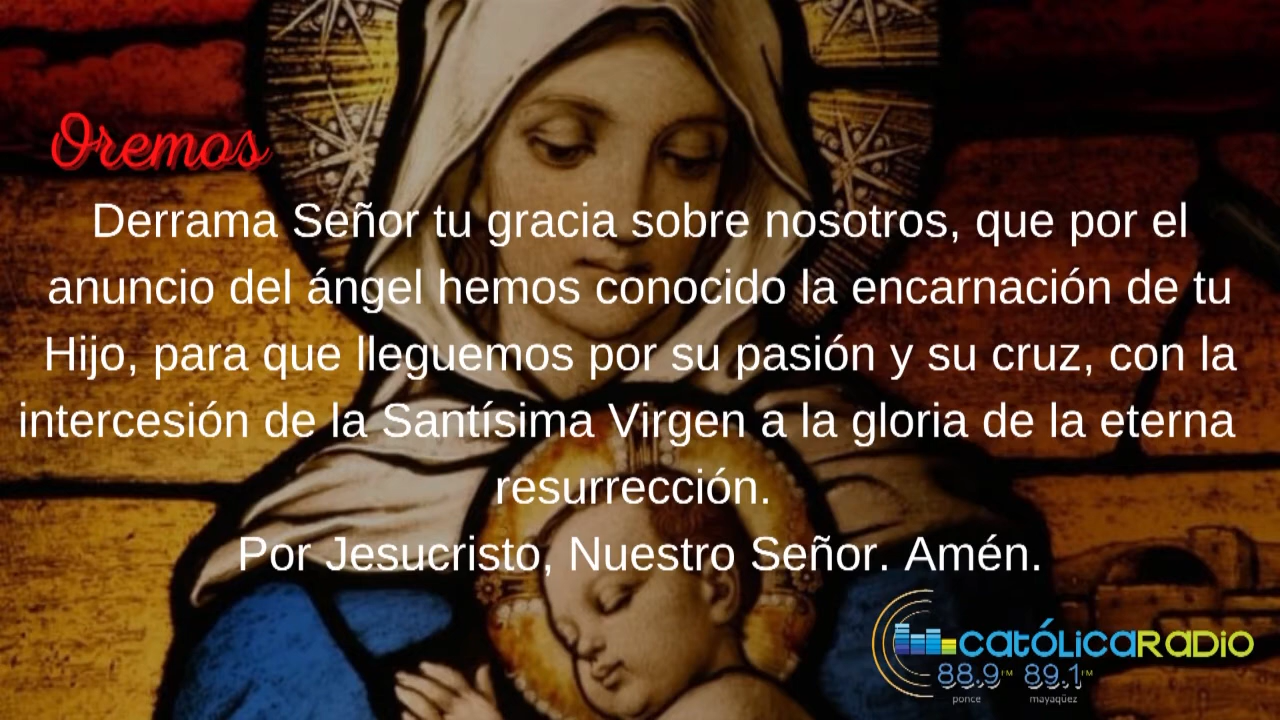 Oremos
Derrama Señor tu gracia sobre nosotros, que por el
anuncio del ángel hemos conocido la encarnación de tu
Hijo, para que lleguemos por su pasión y su cruz, con la
intercesión de la Santísima Virgen a la gloria de la eterna
resurrección.
Por Jesucristo, Nuestro Señor. Amén.
católicaRadio
88.9 FM 89.1 FM
ponce mayagüez